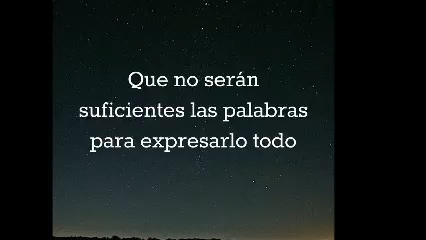 Que no serán
suficientes las palabras
para expresarlo todo